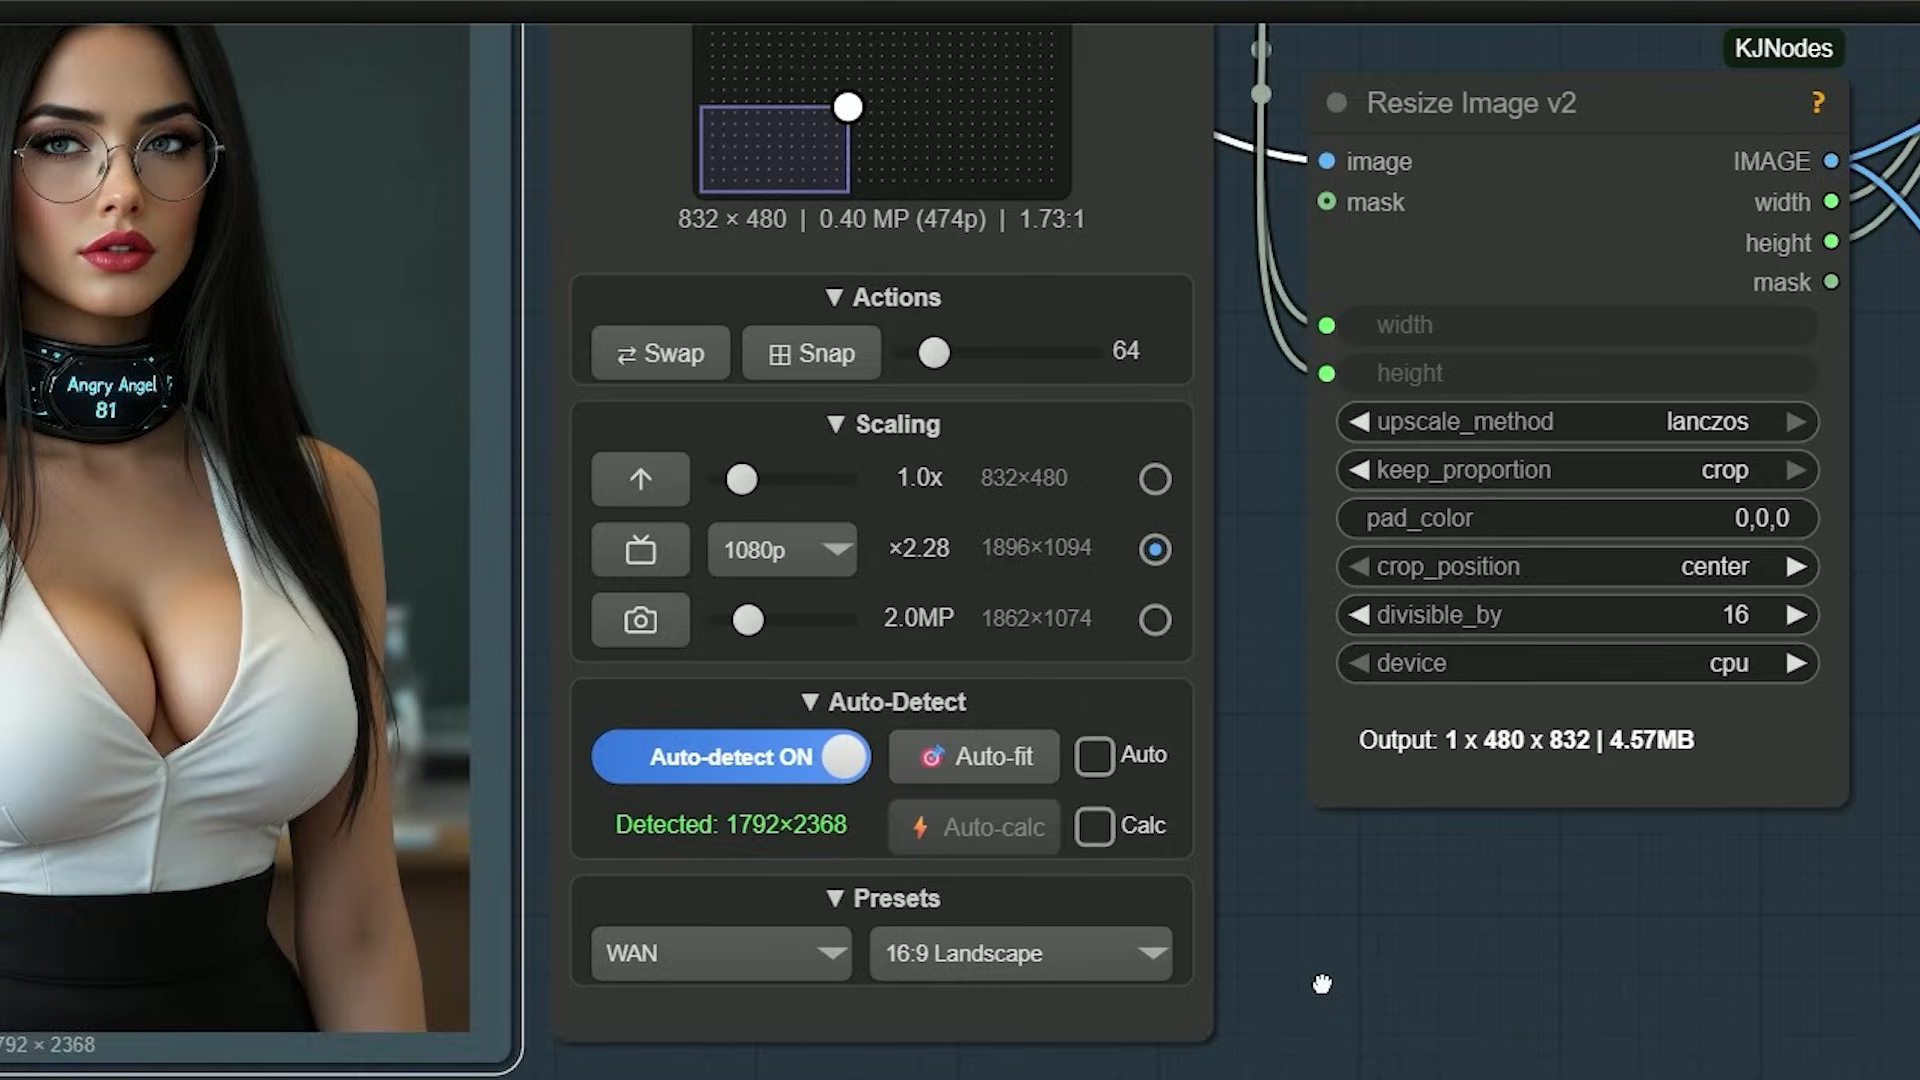 Angry Angel
81
792 × 2368
832 × 480 | 0.40 MP (474p) | 1.73:1
▼ Actions
⇄ Swap
Snap
64
▼ Scaling
↑
1.0x
832×480
1080p
×2.28
1896×1094
2.0MP
1862×1074
▼ Auto-Detect
Auto-detect ON
Auto-fit
Auto
Detected: 1792×2368
Auto-calc
Calc
▼ Presets
WAN
16:9 Landscape
KJNodes
Resize Image v2
?
image
IMAGE
mask
width
height
mask
width
height
upscale_method lanczos
keep_proportion crop
pad_color 0,0,0
crop_position center
divisible_by 16
device cpu
Output: 1 x 480 x 832 | 4.57MB